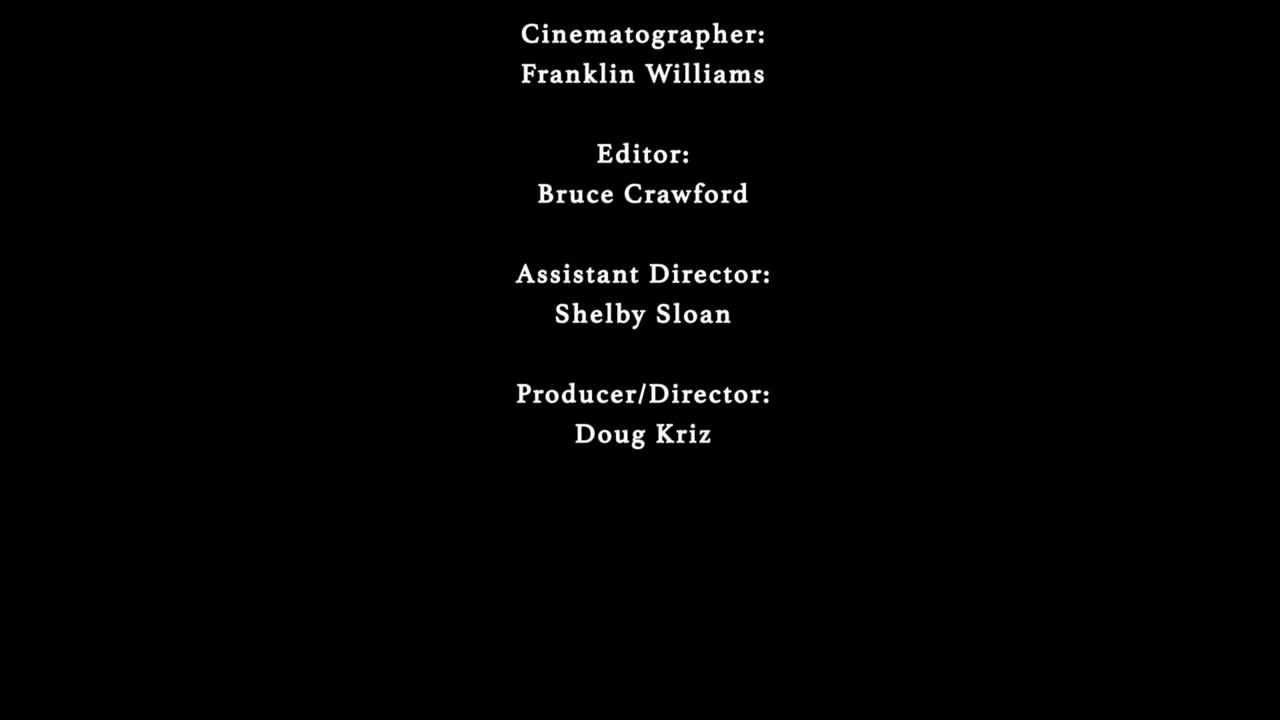 Cinematographer:
Franklin Williams
Editor:
Bruce Crawford
Assistant Director:
Shelby Sloan
Producer/Director:
Doug Kriz